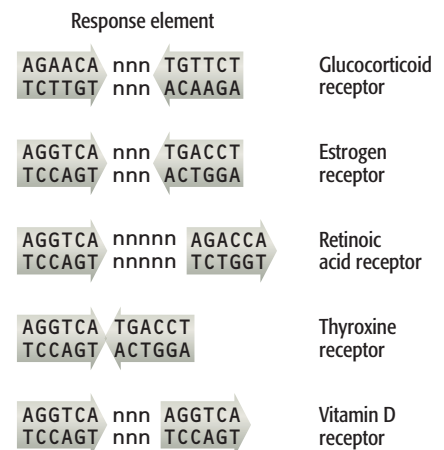 Response element
AGAACA nnn TGTTCT Glucocorticoid
TCTTGT nnn ACAAGA receptor
AGGTCA nnn TGACCT Estrogen
TCCAGT nnn ACTGGA receptor
AGGTCA nnnnn AGACCA Retinoic
TCCAGT nnnnn TCTGGT acid receptor
AGGTCA TGACCT Thyroxine
TCCAGT ACTGGA receptor
AGGTCA nnn AGGTCA Vitamin D
TCCAGT nnn TCCAGT receptor